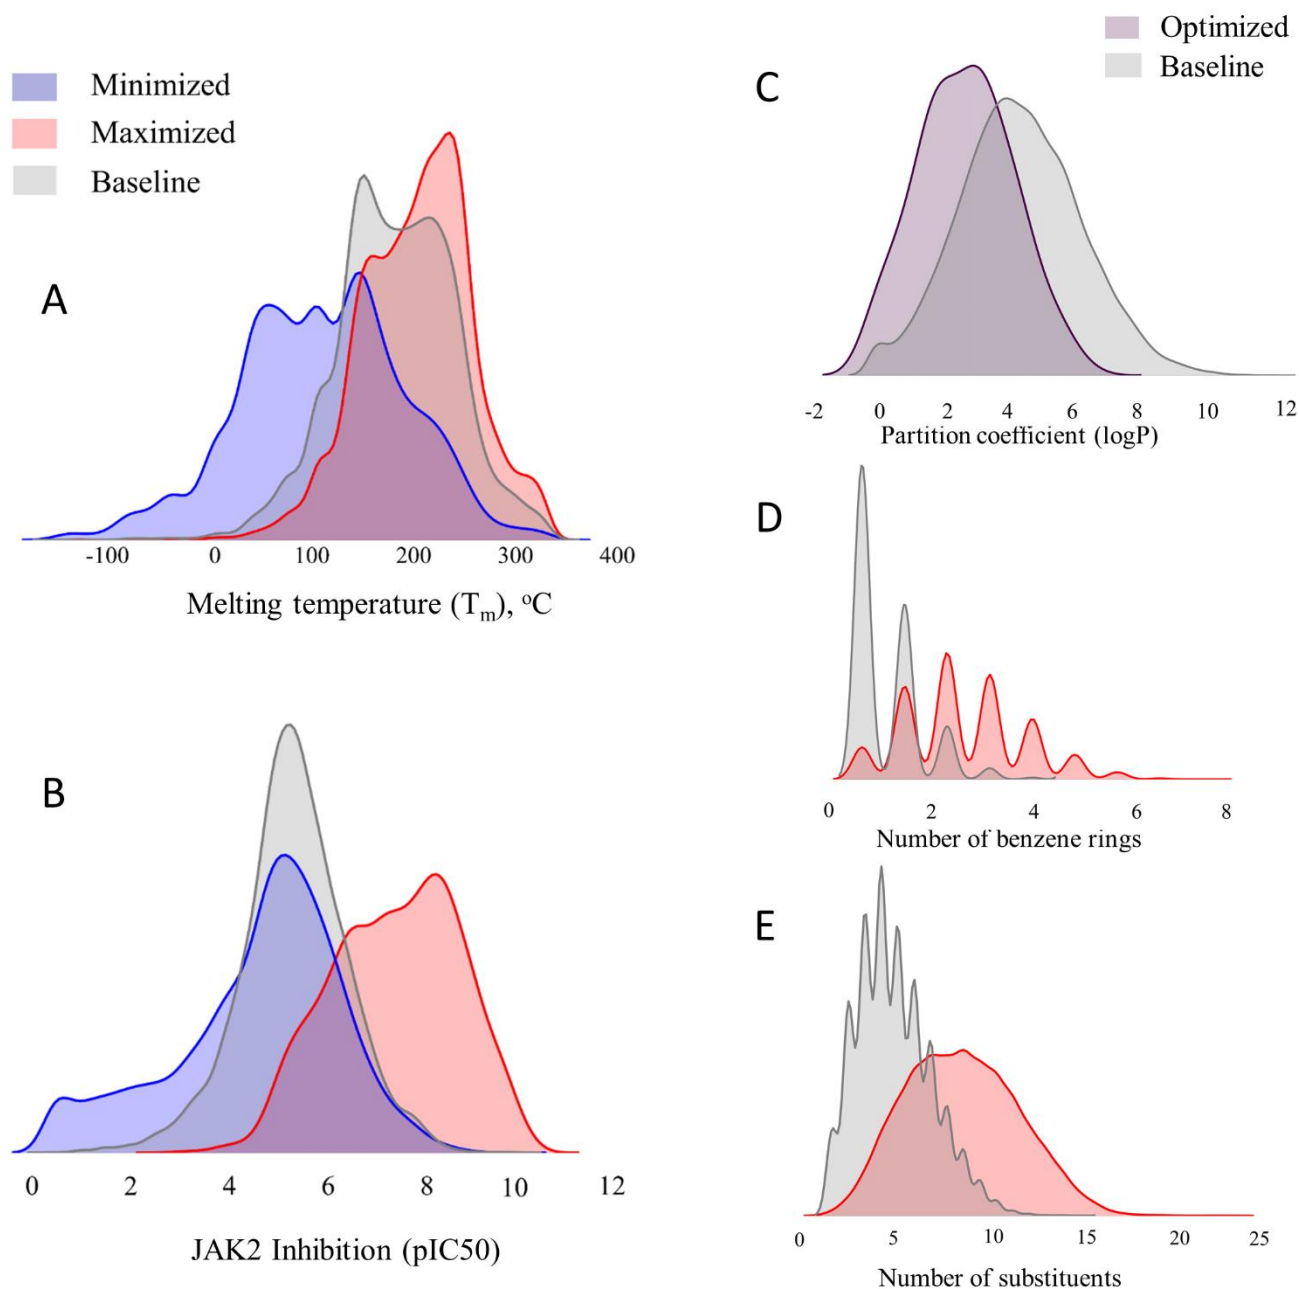 Minimized
Maximized
Baseline
A
-100 0 100 200 300 400
Melting temperature (Tm), oC
B
0 2 4 6 8 10 12
JAK2 Inhibition (pIC50)
Optimized
Baseline
C
-2 0 2 4 6 8 10 12
Partition coefficient (logP)
D
0 2 4 6 8
Number of benzene rings
E
0 5 10 15 20 25
Number of substituents